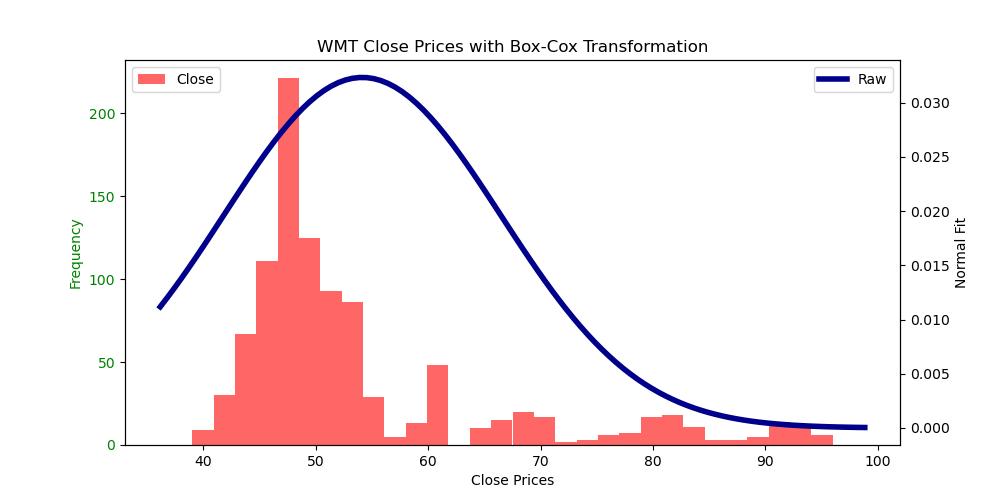 WMT Close Prices with Box-Cox Transformation
Close
Raw
Frequency
200
150
100
50
0
0.030
0.025
0.020
0.015
0.010
0.005
0.000
Normal Fit
40 50 60 70 80 90 100
Close Prices